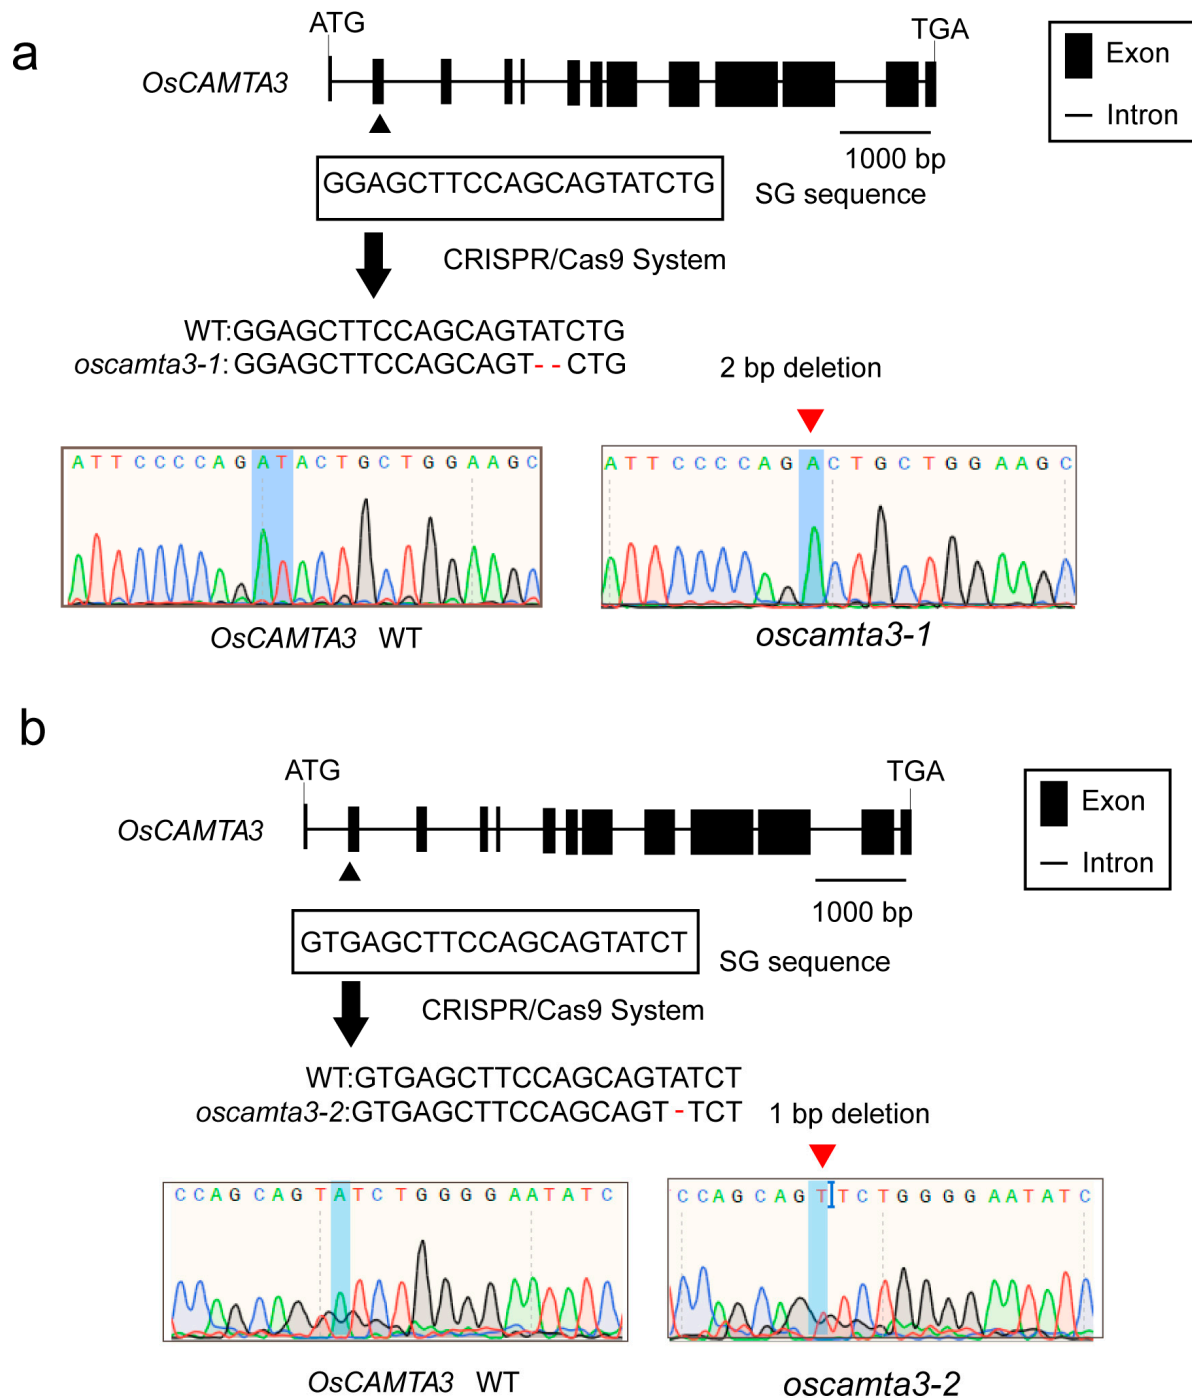 a
ATG
TGA
OsCAMTA3
Exon
Intron
1000 bp
GGAGCTTCCAGCAGTATCTG
SG sequence
CRISPR/Cas9 System
WT:GGAGCTTCCAGCAGTATCTG
oscamta3-1:GGAGCTTCCAGCAGT--CTG
2 bp deletion
ATTCCCCAGATACTGCTGGAAGC
ATTCCCCAGACTGCTGGAAGC
OsCAMTA3 WT
oscamta3-1
b
ATG
TGA
OsCAMTA3
Exon
Intron
1000 bp
GTGAGCTTCCAGCAGTATCT
SG sequence
CRISPR/Cas9 System
WT:GTGAGCTTCCAGCAGTATCT
oscamta3-2:GTGAGCTTCCAGCAGT-TCT
1 bp deletion
CCAGCAGTATCTGGGGAATATC
CCAGCAGTTCTGGGGAATATC
OsCAMTA3 WT
oscamta3-2